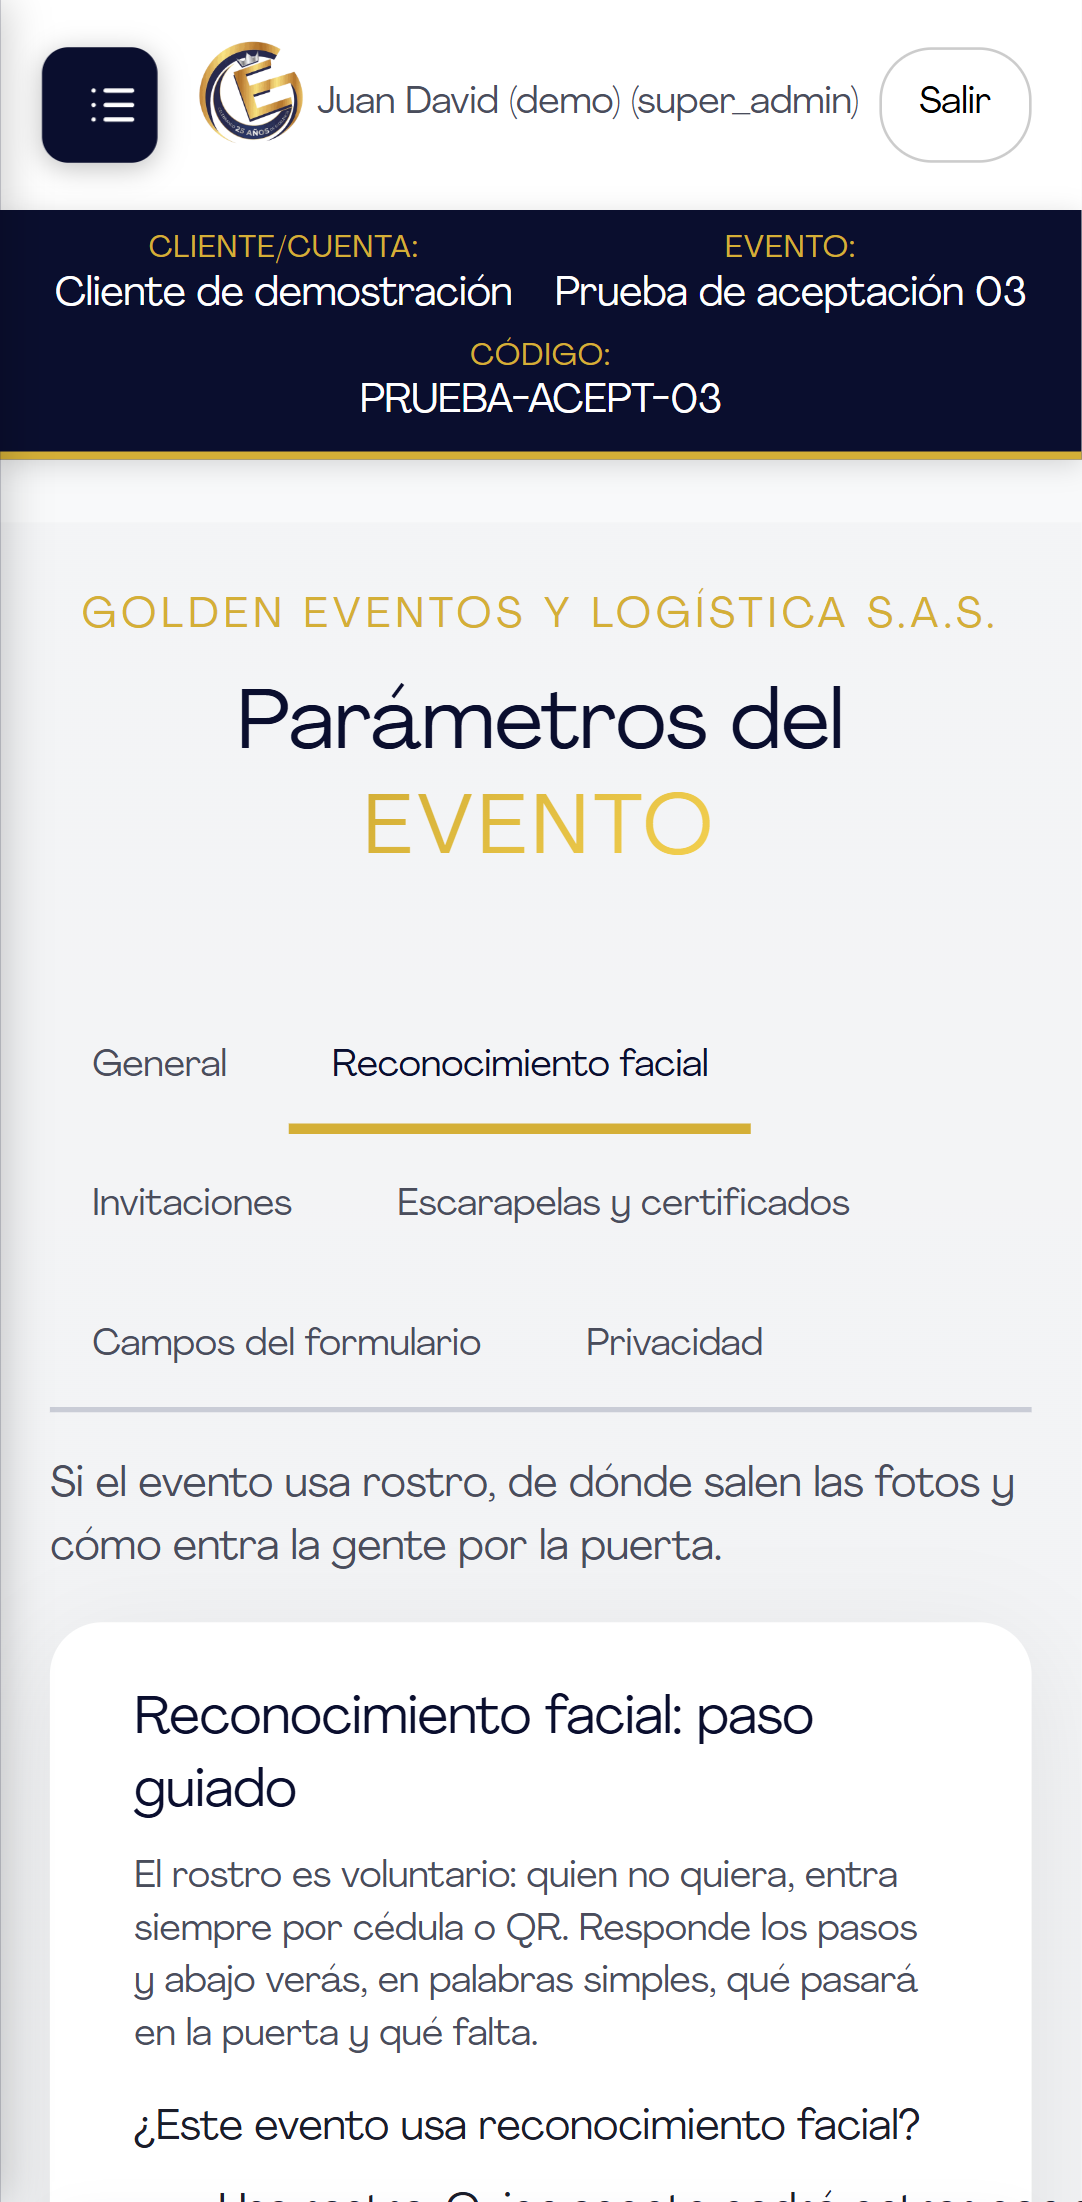 25 AÑOS
Juan David (demo) (super_admin)
Salir
CLIENTE/CUENTA:
Cliente de demostración
EVENTO:
Prueba de aceptación 03
CÓDIGO:
PRUEBA-ACEPT-03
GOLDEN EVENTOS Y LOGÍSTICA S.A.S.
Parámetros del
EVENTO
General
Reconocimiento facial
Invitaciones
Escarapelas y certificados
Campos del formulario
Privacidad
Si el evento usa rostro, de dónde salen las fotos y
cómo entra la gente por la puerta.
Reconocimiento facial: paso
guiado
El rostro es voluntario: quien no quiera, entra
siempre por cédula o QR. Responde los pasos
y abajo verás, en palabras simples, qué pasará
en la puerta y qué falta.
¿Este evento usa reconocimiento facial?